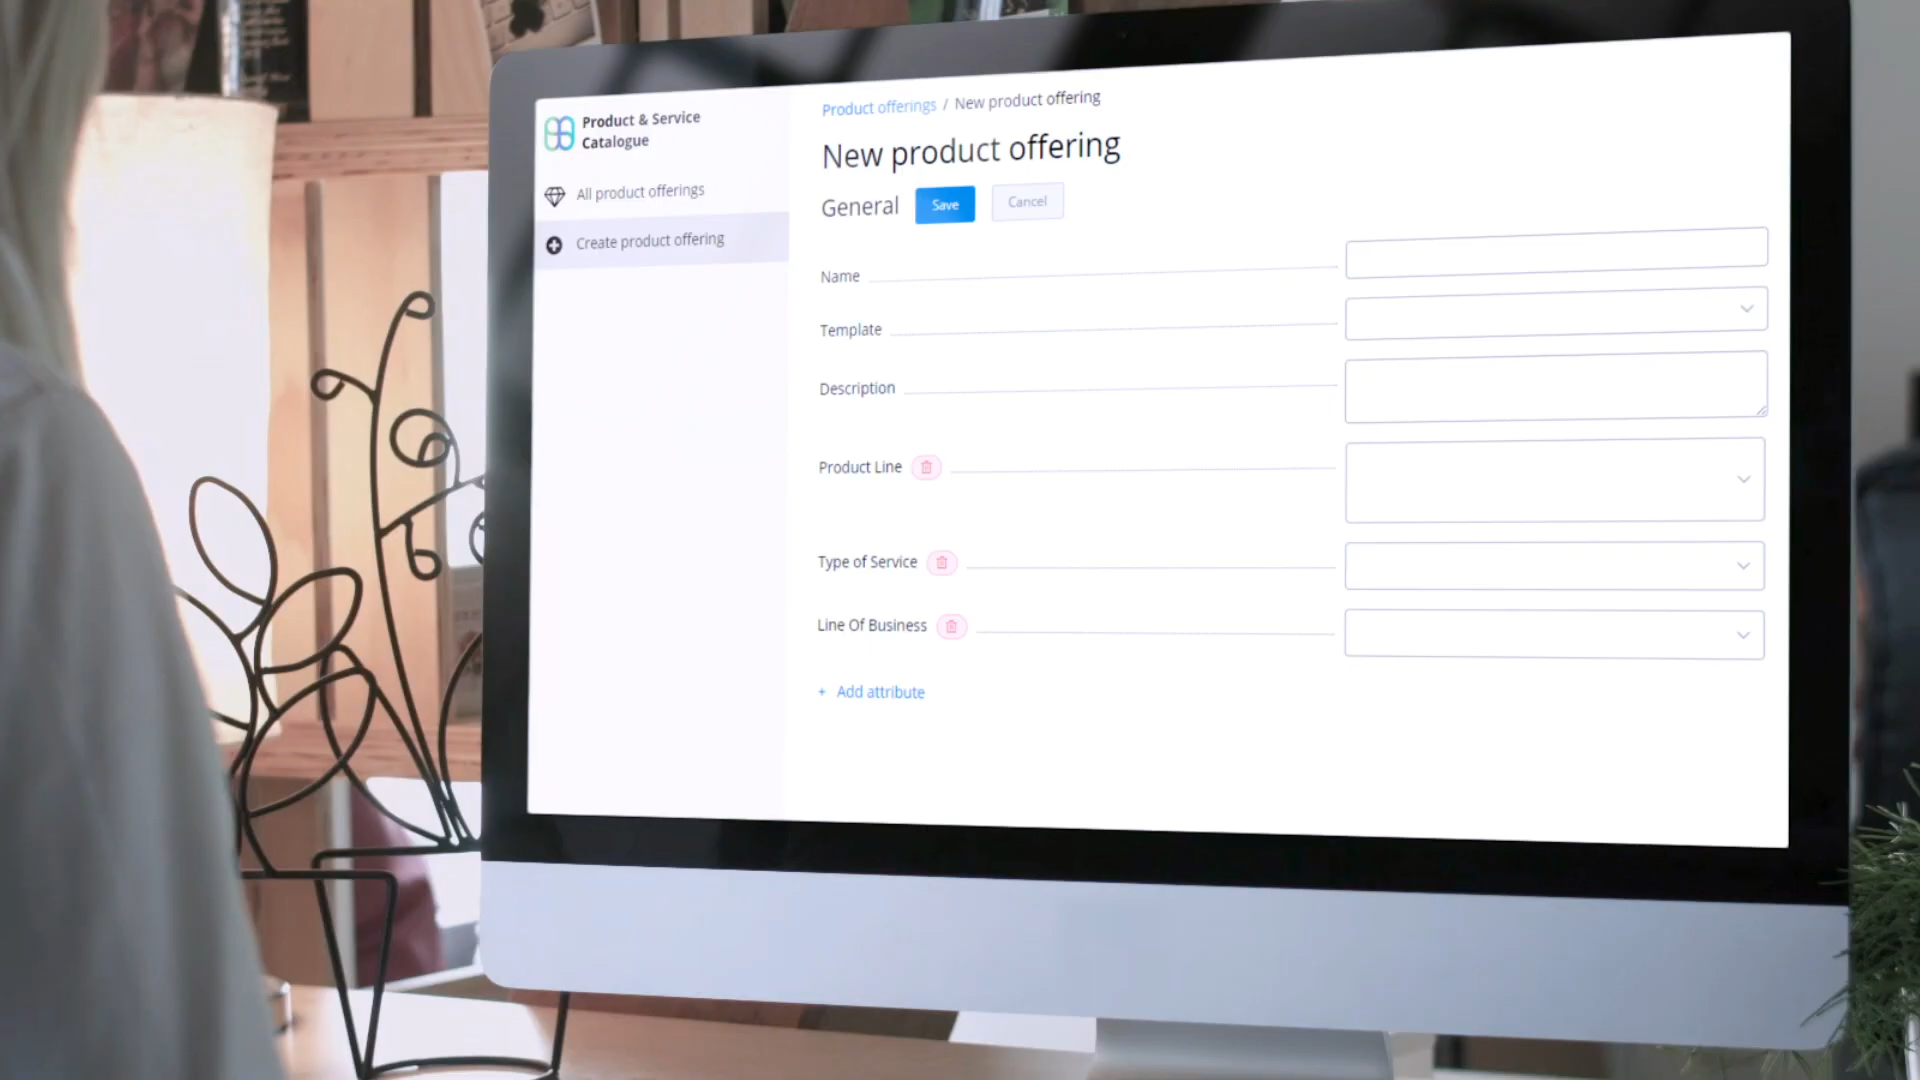 Product & Service
Catalogue
All product offerings
Create product offering
Product offerings / New product offering
New product offering
General
Save
Cancel
Name
Template
Description
Product Line
Type of Service
Line Of Business
+ Add attribute